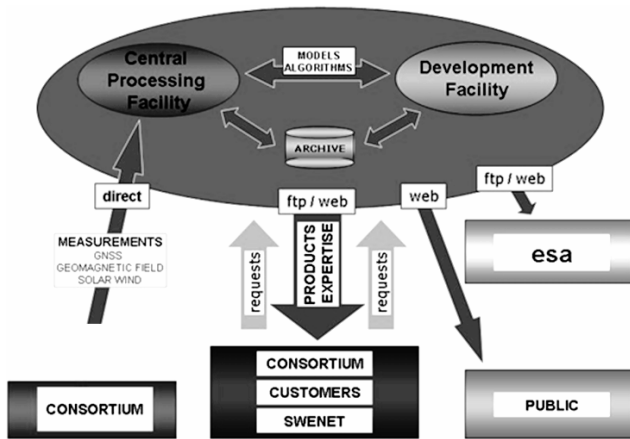 Central
Processing
Facility
MODELS
ALGORITHMS
Development
Facility
ARCHIVE
direct
ftp / web
web
ftp / web
MEASUREMENTS
GNSS
GEOMAGNETIC FIELD
SOLAR WIND
requests
PRODUCTS
EXPERTISE
requests
esa
CONSORTIUM
CONSORTIUM
CUSTOMERS
SWENET
PUBLIC